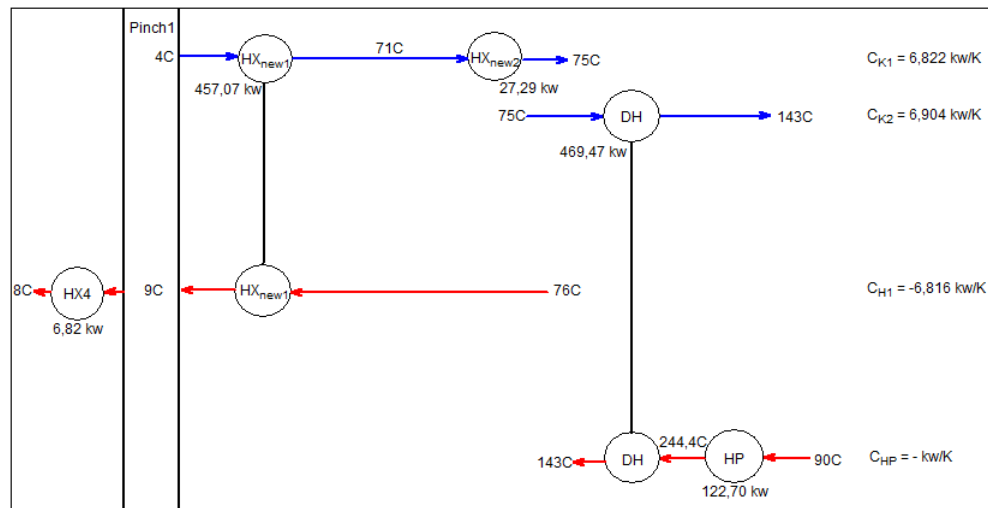 Pinch1
4C
HXnew1
71C
HXnew2
75C
CK1 = 6,822 kw/K
457,07 kw
27,29 kw
75C
DH
143C
CK2 = 6,904 kw/K
469,47 kw
8C
HX4
9C
HXnew1
76C
CH1 = -6,816 kw/K
6,82 kw
143C
DH
244,4C
HP
90C
CHP = - kw/K
122,70 kw